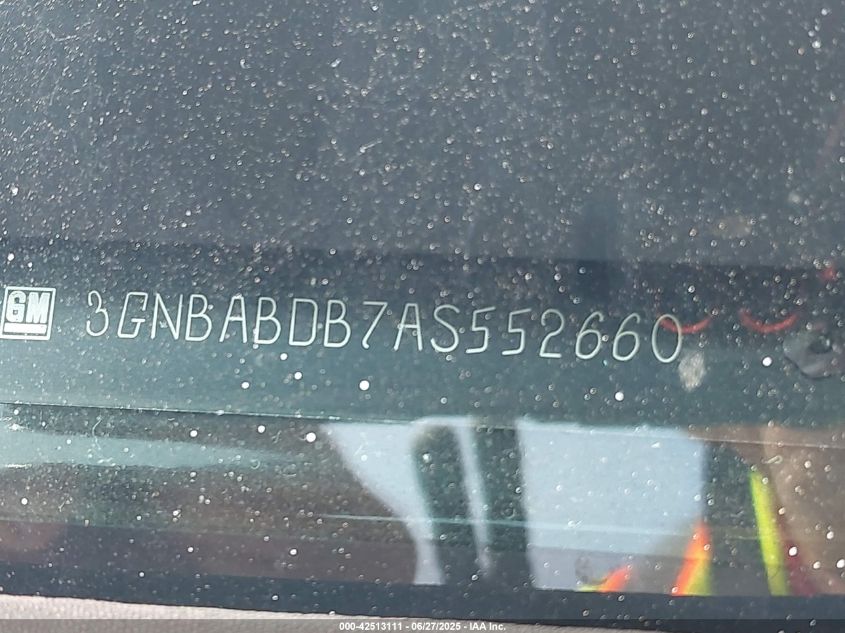 GM 3GNBABDB7AS552660
000-42513111 - 06/27/2025 - IAA Inc.